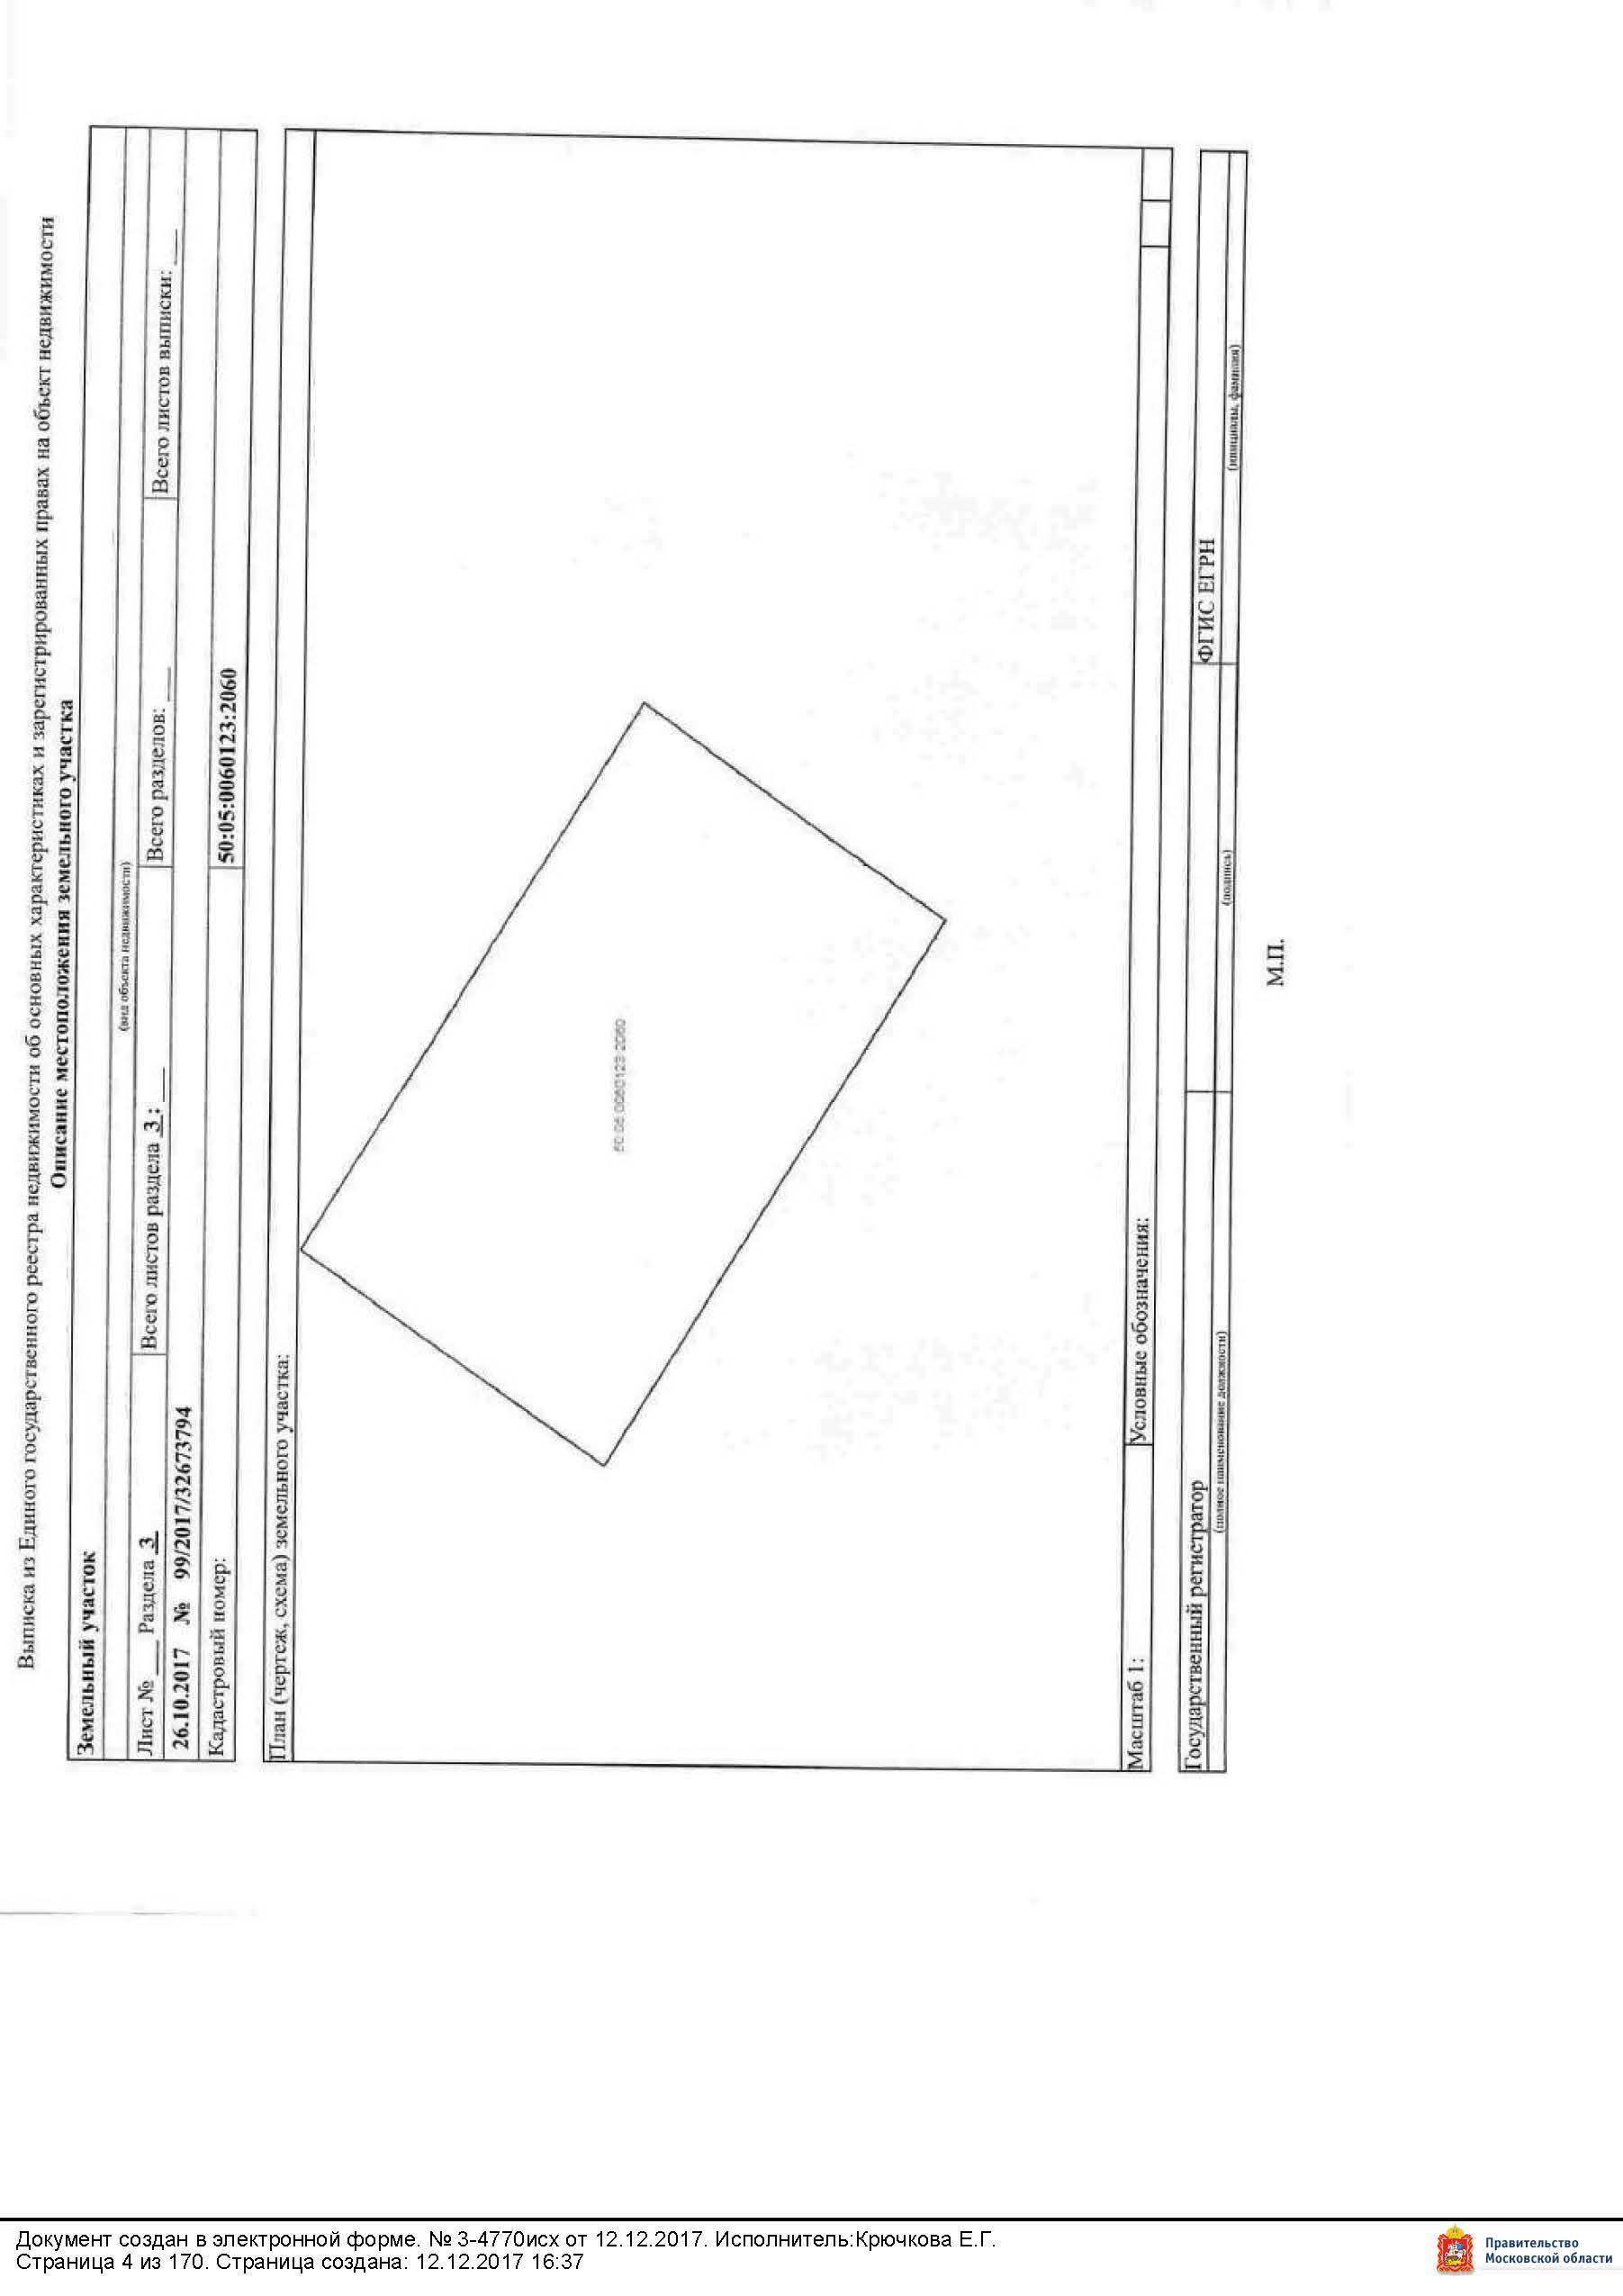 Выписка из Единого государственного реестра недвижимости об основных характеристиках и зарегистрированных правах на объект недвижимости
Описание местоположения земельного участка
Земельный участок
(вид объекта недвижимости)
Лист № ___ Раздела 3 Всего листов раздела 3 : ___ Всего разделов: ___ Всего листов выписки: ___
26.10.2017 № 99/2017/32673794
Кадастровый номер: 50:05:0060123:2060
План (чертеж, схема) земельного участка:
50:05:0060123:2060
Масштаб 1: Условные обозначения:
Государственный регистратор ФГИС ЕГРН
(полное наименование должности) (подпись) (инициалы, фамилия)
М.П.
Документ создан в электронной форме. № 3-4770исх от 12.12.2017. Исполнитель:Крючкова Е.Г.
Страница 4 из 170. Страница создана: 12.12.2017 16:37
Правительство
Московской области